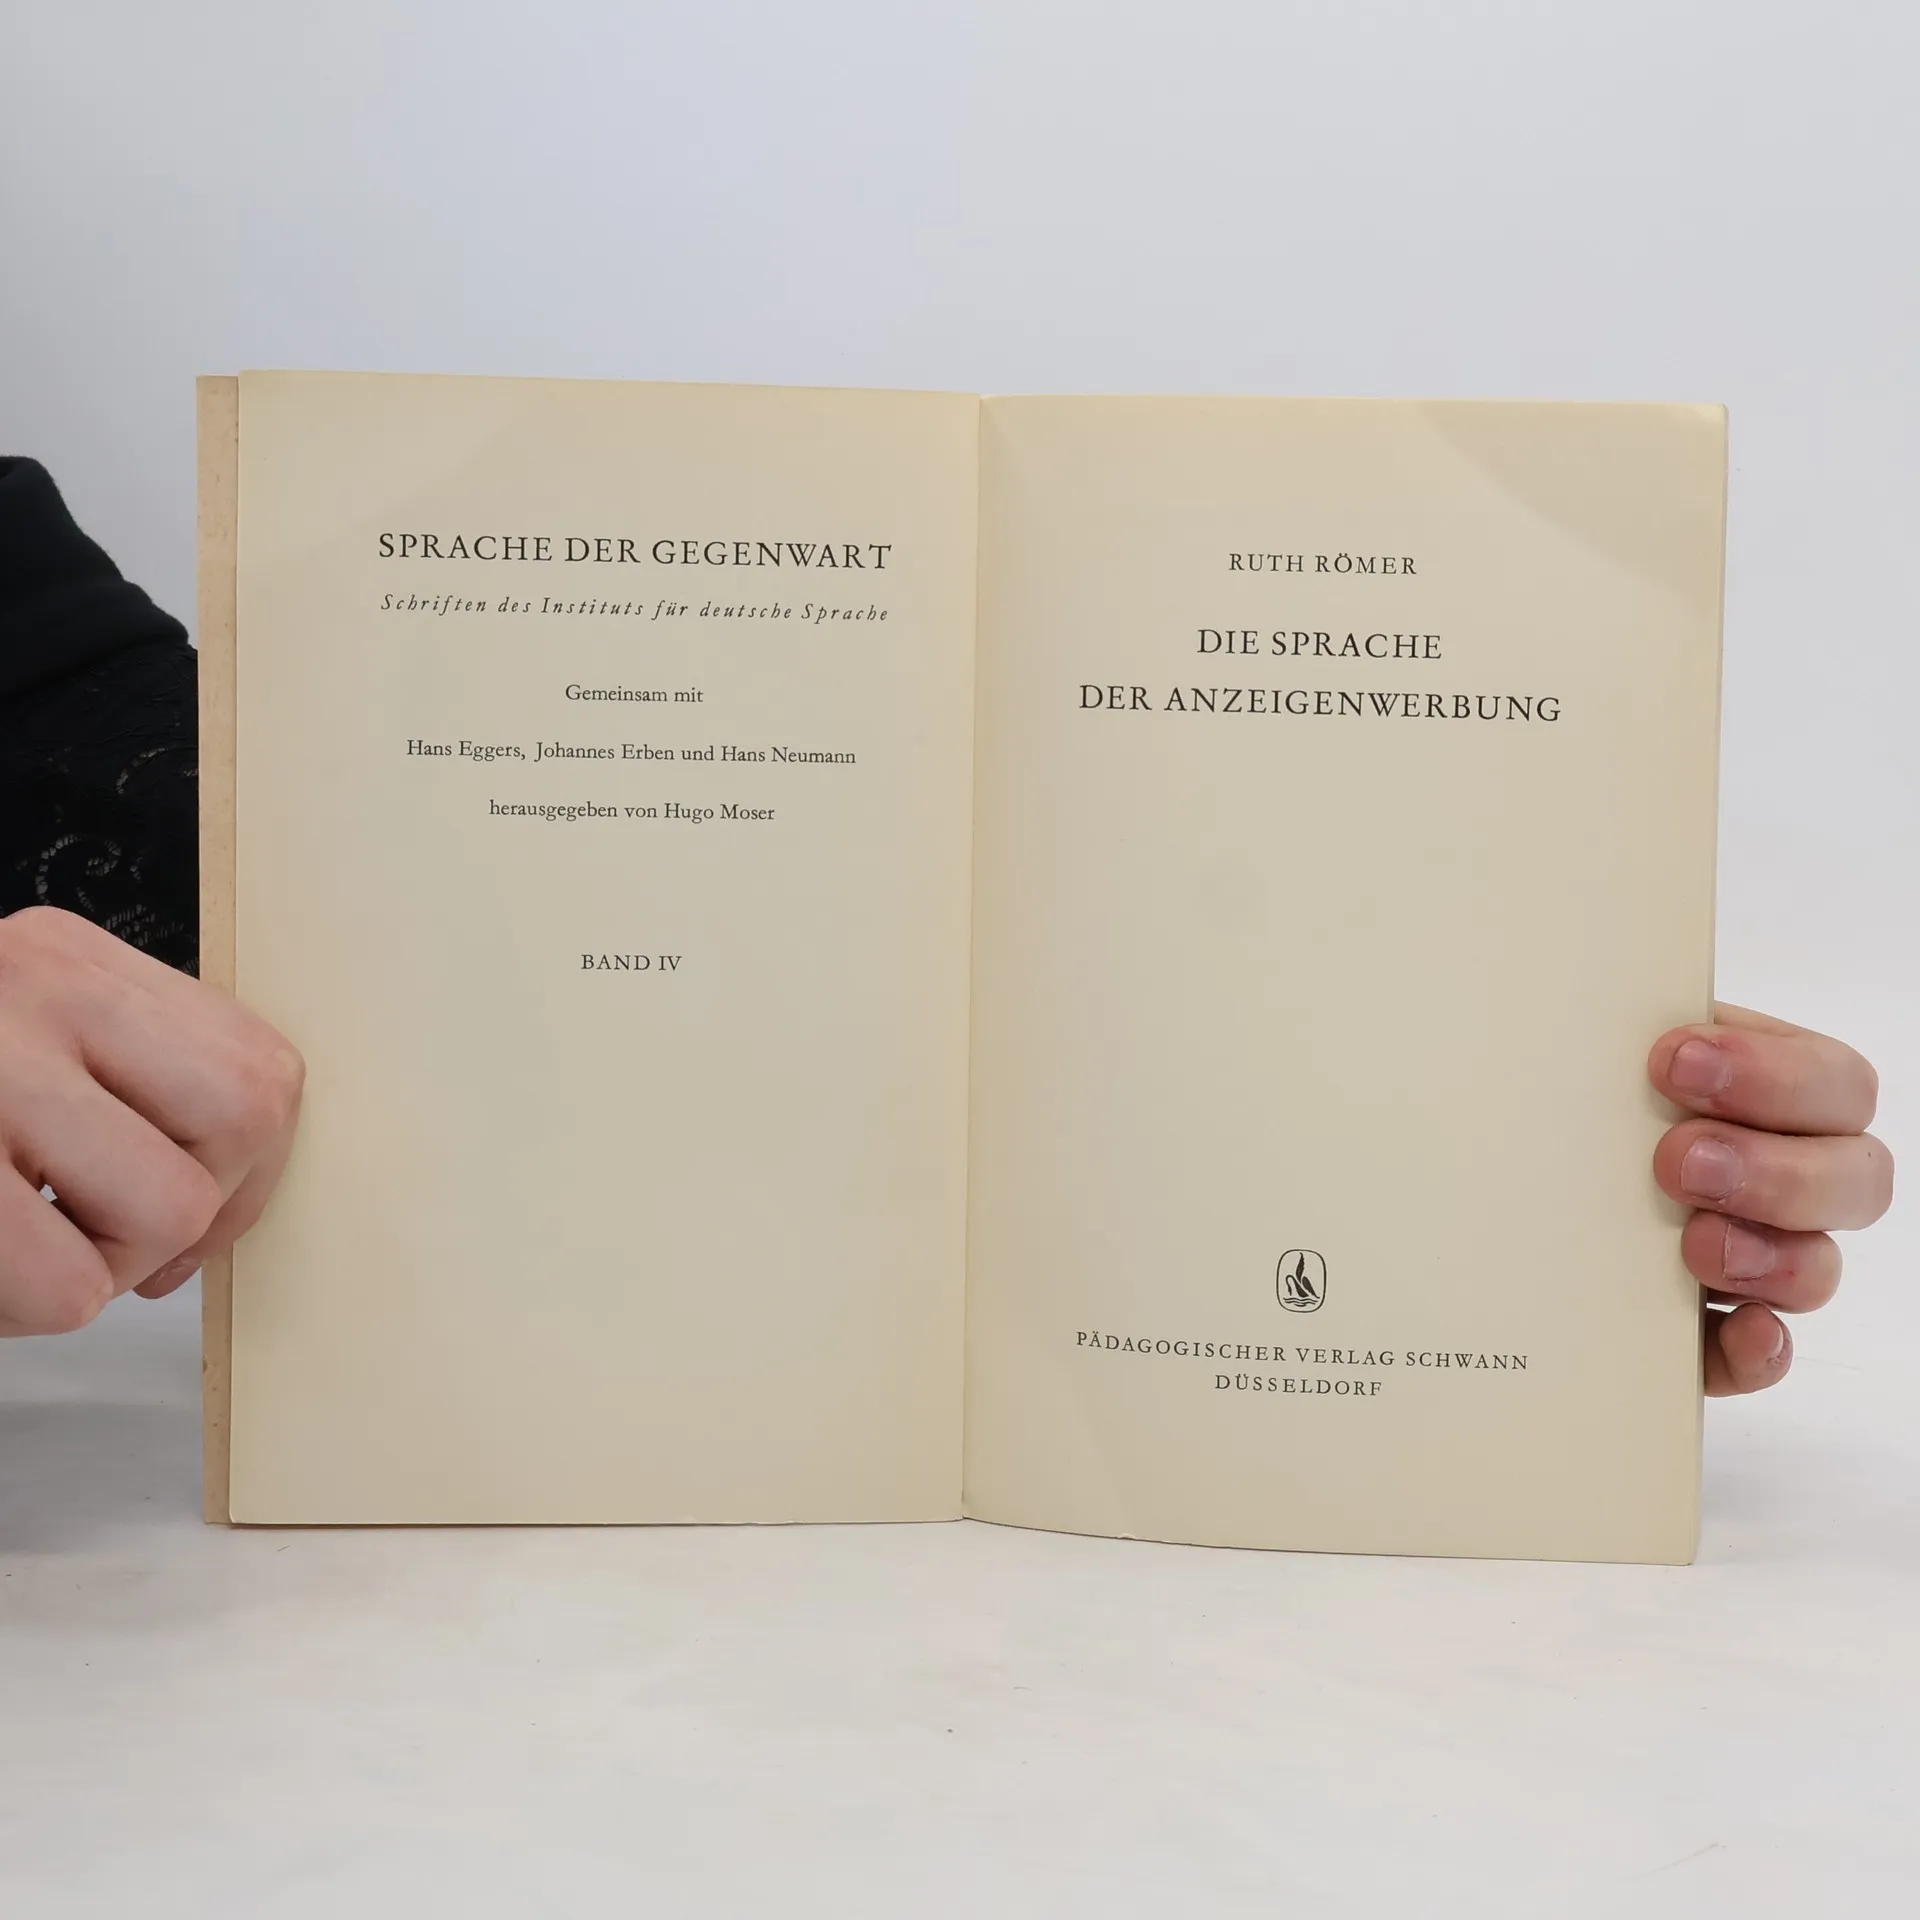 SPRACHE DER GEGENWART
Schriften des Instituts für deutsche Sprache
Gemeinsam mit
Hans Eggers, Johannes Erben und Hans Neumann
herausgegeben von Hugo Moser
BAND IV
RUTH RÖMER
DIE SPRACHE
DER ANZEIGENWERBUNG
PÄDAGOGISCHER VERLAG SCHWANN
DÜSSELDORF